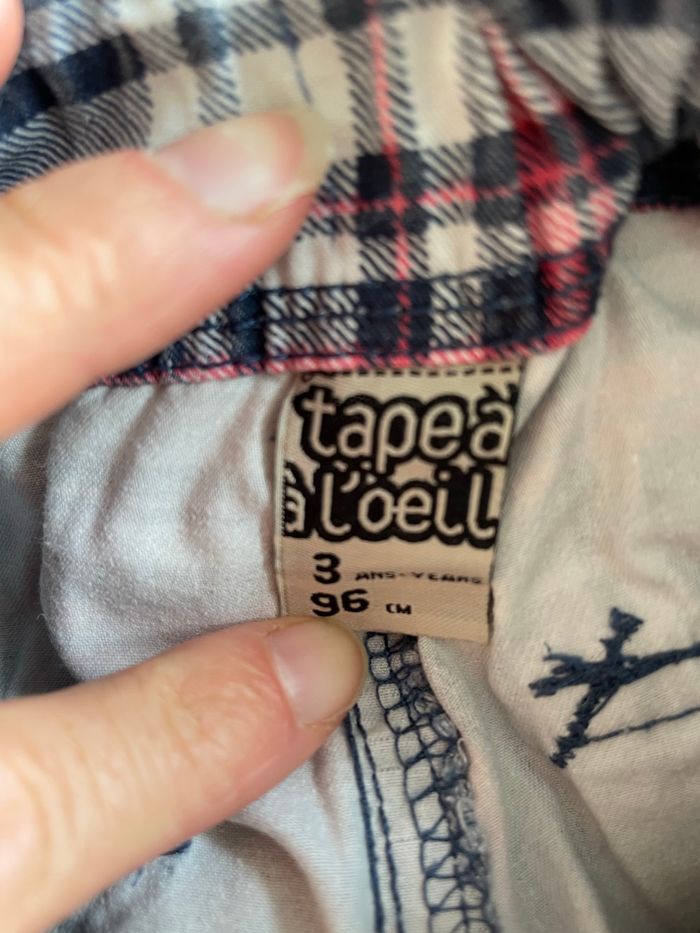 tape à
l'oeil
3 ANS-YEARS
96 CM